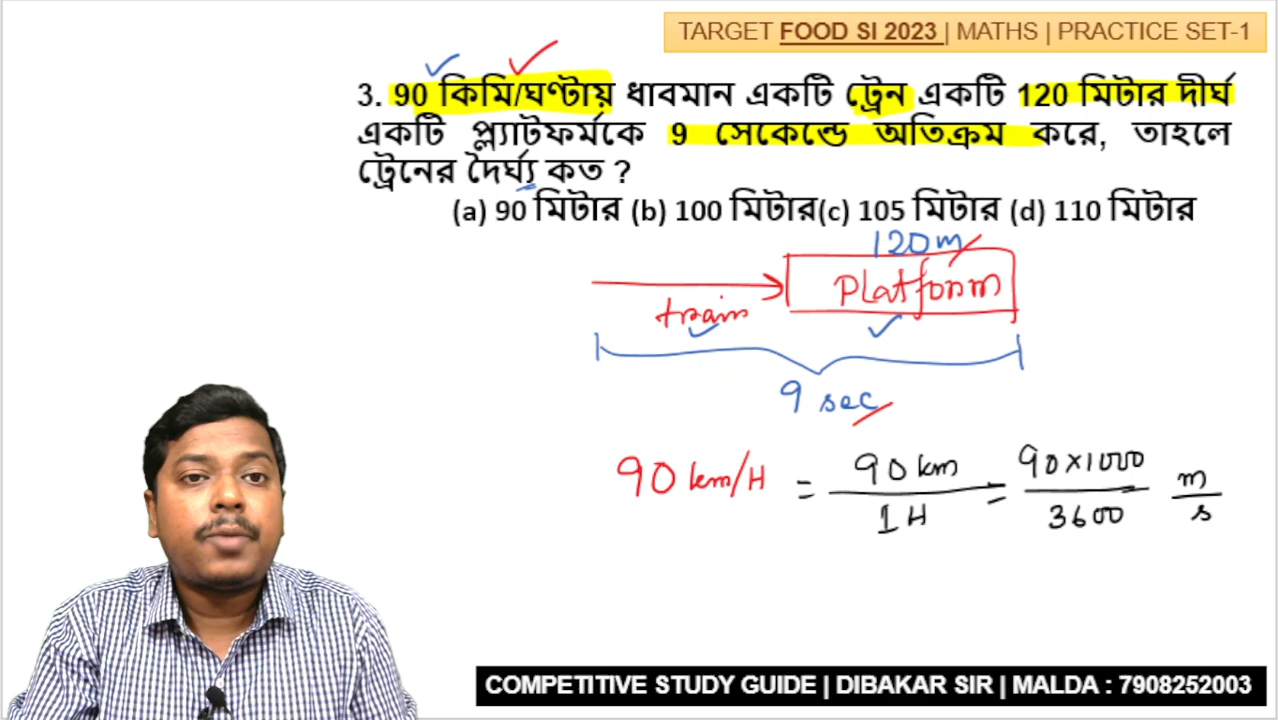 TARGET FOOD SI 2023 | MATHS | PRACTICE SET-1
3. 90 কিমি/ঘণ্টায় ধাবমান একটি ট্রেন একটি 120 মিটার দীর্ঘ
একটি প্ল্যাটফর্মকে 9 সেকেন্ডে অতিক্রম করে, তাহলে
ট্রেনের দৈর্ঘ্য কত ?
(a) 90 মিটার (b) 100 মিটার(c) 105 মিটার (d) 110 মিটার
120m
Platform
train
9 sec
90 km/H = 90 km / 1 H = 90×1000 / 3600 m / s
COMPETITIVE STUDY GUIDE | DIBAKAR SIR | MALDA : 7908252003